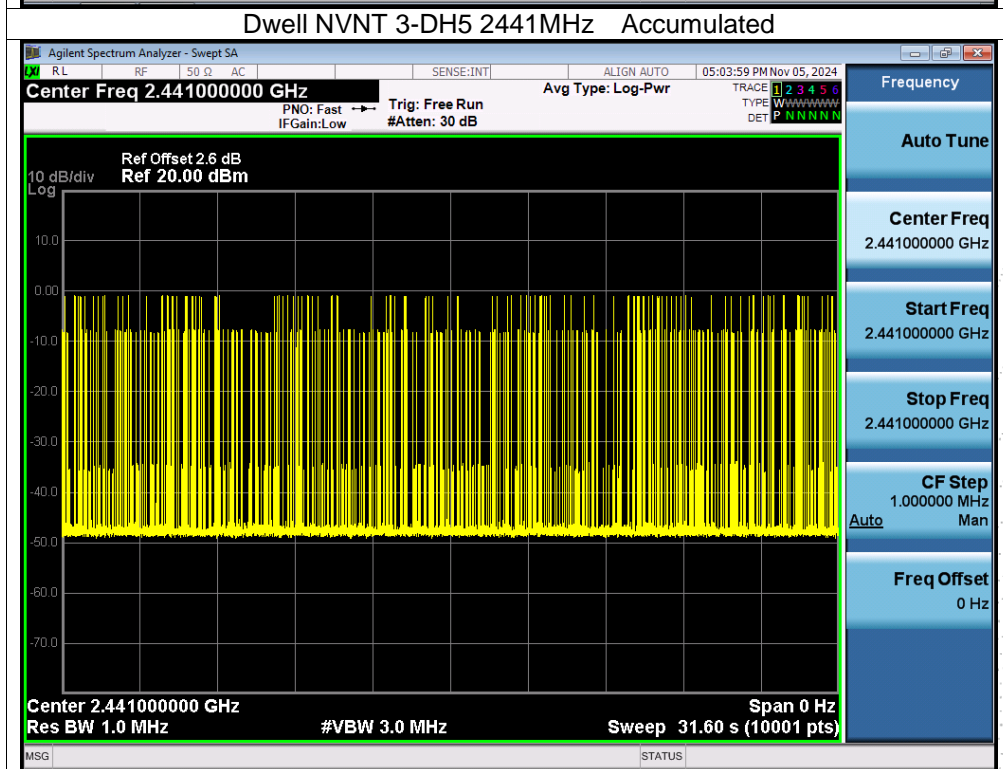 Dwell NVNT 3-DH5 2441MHz Accumulated
Agilent Spectrum Analyzer - Swept SA
LXI RL RF 50 Ω AC SENSE:INT ALIGN AUTO 05:03:59 PM Nov 05, 2024
Center Freq 2.441000000 GHz
PNO: Fast
IFGain:Low
Trig: Free Run
#Atten: 30 dB
Avg Type: Log-Pwr
TRACE 1 2 3 4 5 6
TYPE WWWWWWW
DET P N N N N N
Ref Offset 2.6 dB
10 dB/div Ref 20.00 dBm
Log
10.0
0.00
-10.0
-20.0
-30.0
-40.0
-50.0
-60.0
-70.0
Center 2.441000000 GHz Span 0 Hz
Res BW 1.0 MHz #VBW 3.0 MHz Sweep 31.60 s (10001 pts)
MSG STATUS
Frequency
Auto Tune
Center Freq
2.441000000 GHz
Start Freq
2.441000000 GHz
Stop Freq
2.441000000 GHz
CF Step
1.000000 MHz
Auto Man
Freq Offset
0 Hz